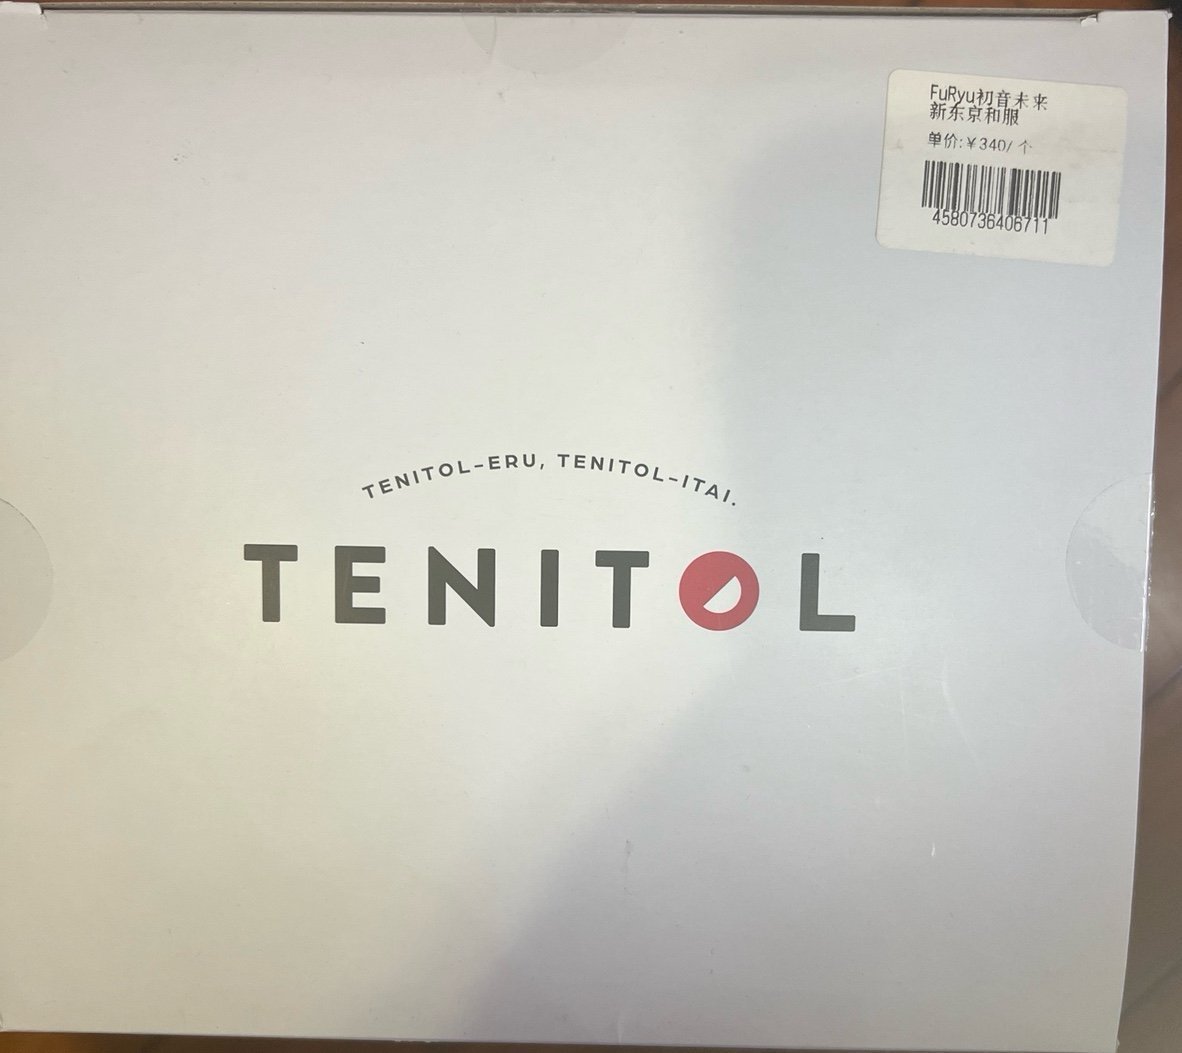 FuRyu初音未来
新东京和服
单价:￥340/ 个
4580736406711
TENITOL-ERU, TENITOL-ITAI.
TENITOL